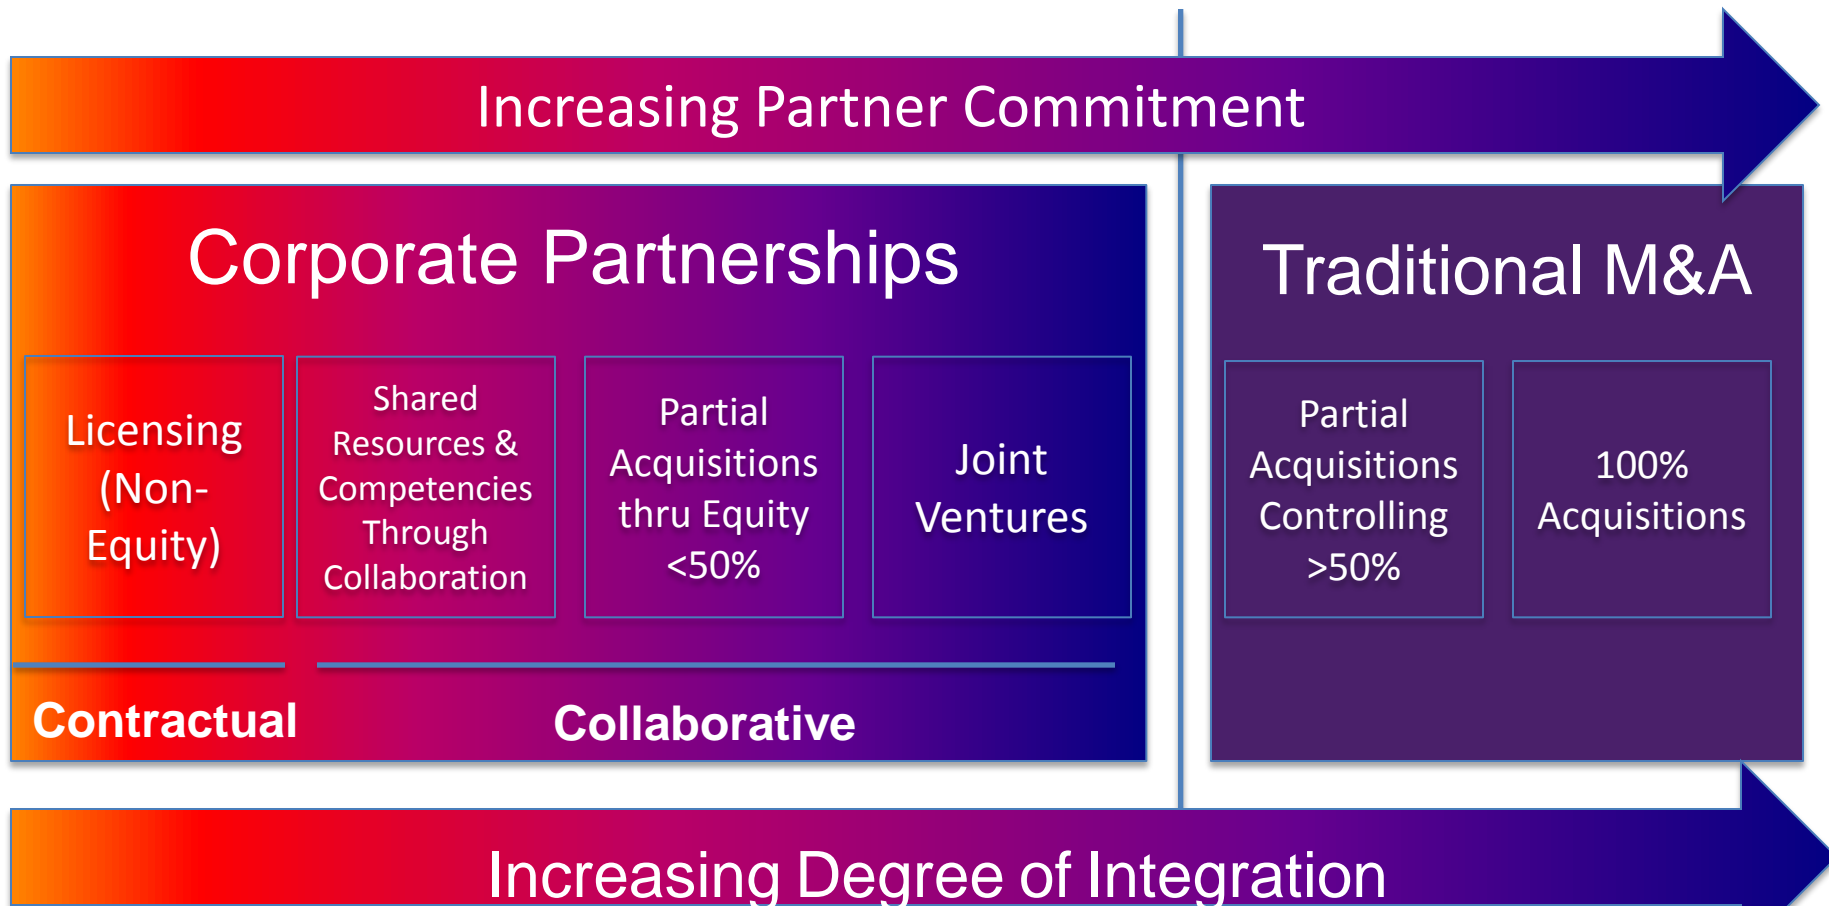 Increasing Partner Commitment
Corporate Partnerships
Licensing
(Non-
Equity)
Shared
Resources &
Competencies
Through
Collaboration
Partial
Acquisitions
thru Equity
<50%
Joint
Ventures
Contractual
Collaborative
Traditional M&A
Partial
Acquisitions
Controlling
>50%
100%
Acquisitions
Increasing Degree of Integration